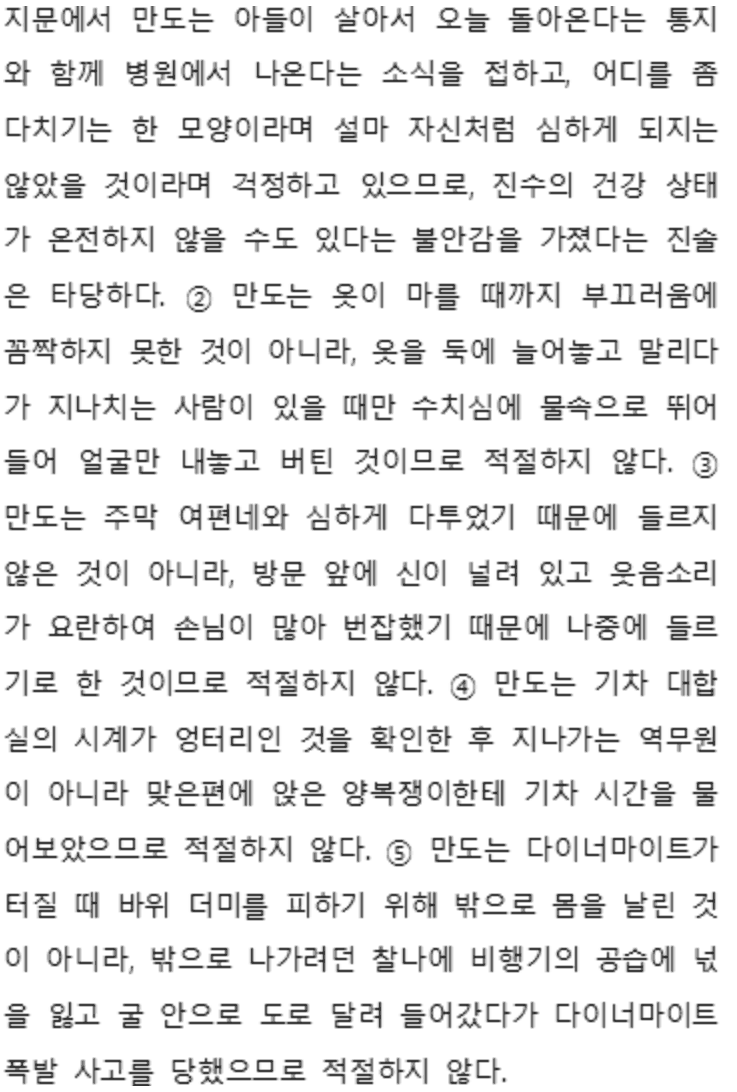 지문에서 만도는 아들이 살아서 오늘 돌아온다는 통지
와 함께 병원에서 나온다는 소식을 접하고, 어디를 좀
다치기는 한 모양이라며 설마 자신처럼 심하게 되지는
않았을 것이라며 걱정하고 있으므로, 진수의 건강 상태
가 온전하지 않을 수도 있다는 불안감을 가졌다는 진술
은 타당하다. ② 만도는 옷이 마를 때까지 부끄러움에
꼼짝하지 못한 것이 아니라, 옷을 둑에 늘어놓고 말리다
가 지나치는 사람이 있을 때만 수치심에 물속으로 뛰어
들어 얼굴만 내놓고 버틴 것이므로 적절하지 않다. ③
만도는 주막 여편네와 심하게 다투었기 때문에 들르지
않은 것이 아니라, 방문 앞에 신이 널려 있고 웃음소리
가 요란하여 손님이 많아 번잡했기 때문에 나중에 들르
기로 한 것이므로 적절하지 않다. ④ 만도는 기차 대합
실의 시계가 엉터리인 것을 확인한 후 지나가는 역무원
이 아니라 맞은편에 앉은 양복쟁이한테 기차 시간을 물
어보았으므로 적절하지 않다. ⑤ 만도는 다이너마이트가
터질 때 바위 더미를 피하기 위해 밖으로 몸을 날린 것
이 아니라, 밖으로 나가려던 찰나에 비행기의 공습에 넋
을 잃고 굴 안으로 도로 달려 들어갔다가 다이너마이트
폭발 사고를 당했으므로 적절하지 않다.